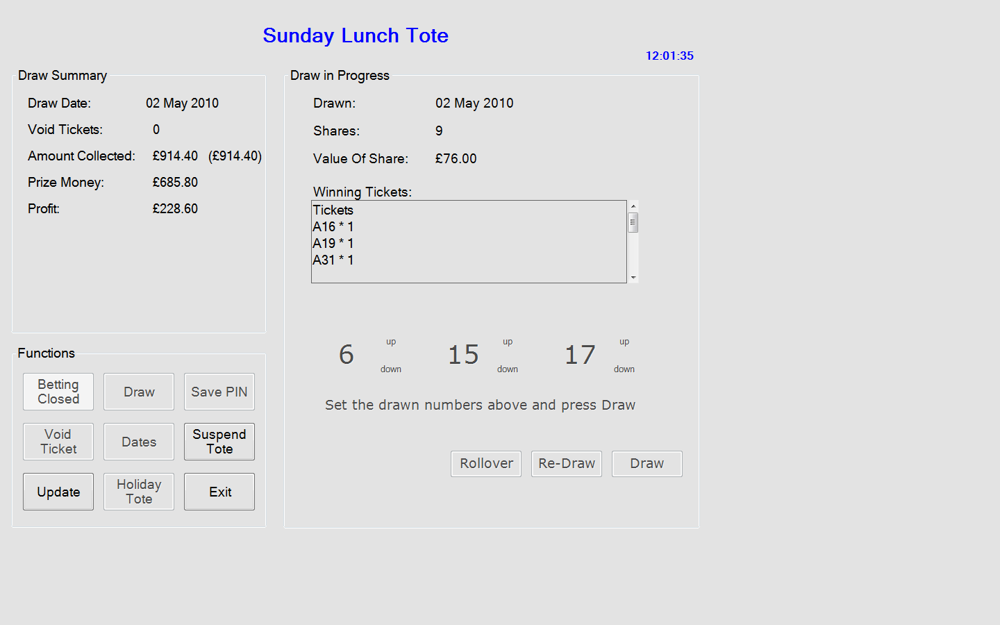 Sunday Lunch Tote
12:01:35
Draw Summary
Draw Date: 02 May 2010
Void Tickets: 0
Amount Collected: £914.40 (£914.40)
Prize Money: £685.80
Profit: £228.60
Functions
Betting
Closed
Draw
Save PIN
Void
Ticket
Dates
Suspend
Tote
Update
Holiday
Tote
Exit
Draw in Progress
Drawn: 02 May 2010
Shares: 9
Value Of Share: £76.00
Winning Tickets:
Tickets
A16 * 1
A19 * 1
A31 * 1
6 up down
15 up down
17 up down
Set the drawn numbers above and press Draw
Rollover Re-Draw Draw